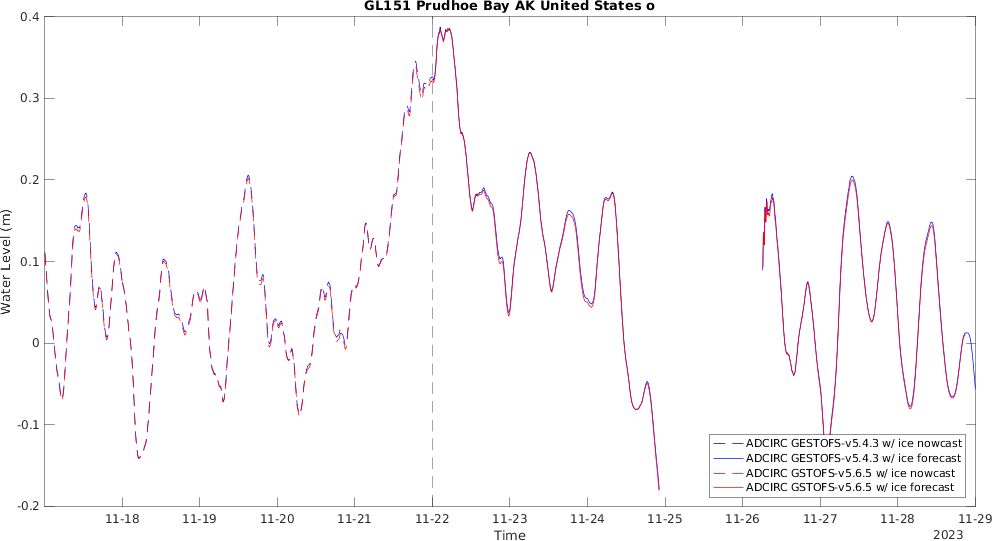 GL151 Prudhoe Bay AK United States o
0.4
0.3
0.2
0.1
0
-0.1
-0.2
Water Level (m)
ADCIRC GESTOFS-v5.4.3 w/ ice nowcast
ADCIRC GESTOFS-v5.4.3 w/ ice forecast
ADCIRC GSTOFS-v5.6.5 w/ ice nowcast
ADCIRC GSTOFS-v5.6.5 w/ ice forecast
11-18 11-19 11-20 11-21 11-22 11-23 11-24 11-25 11-26 11-27 11-28 11-29
Time
2023